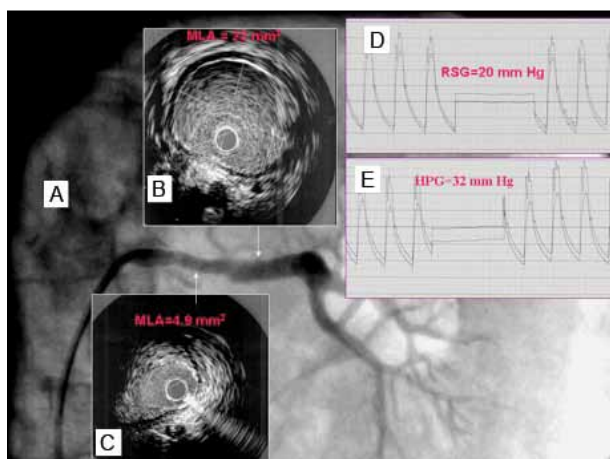 MLA = 22 mm²
B
A
MLA=4.9 mm²
C
D
RSG=20 mm Hg
E
HPG=32 mm Hg